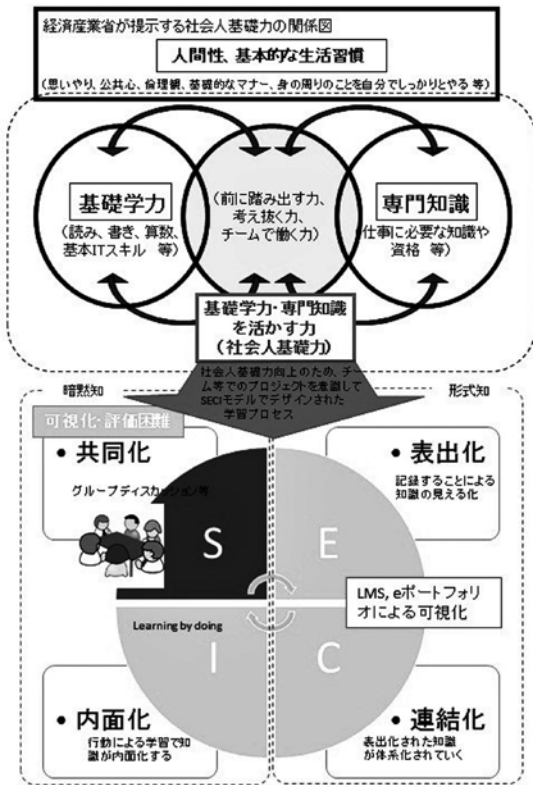 経済産業省が提示する社会人基礎力の関係図
人間性、基本的な生活習慣
(思いやり、公共心、倫理観、基礎的なマナー、身の周りのことを自分でしっかりとやる 等)
基礎学力
(読み、書き、算数、
基本ITスキル 等)
(前に踏み出す力、
考え抜く力、
チームで働く力)
専門知識
(仕事に必要な知識や
資格 等)
基礎学力・専門知識
を活かす力
(社会人基礎力)
社会人基礎力向上のため、チー
ム等でのプロジェクトを意識して
SECIモデルでデザインされた
学習プロセス
暗黙知
形式知
可視化・評価困難
• 共同化
グループディスカッション等
• 表出化
記録することによる
知識の見える化
S
E
LMS, eポートフォリ
オによる可視化
Learning by doing
I
C
• 内面化
行動による学習で知
識が内面化する
• 連結化
表出化された知識
が体系化されていく